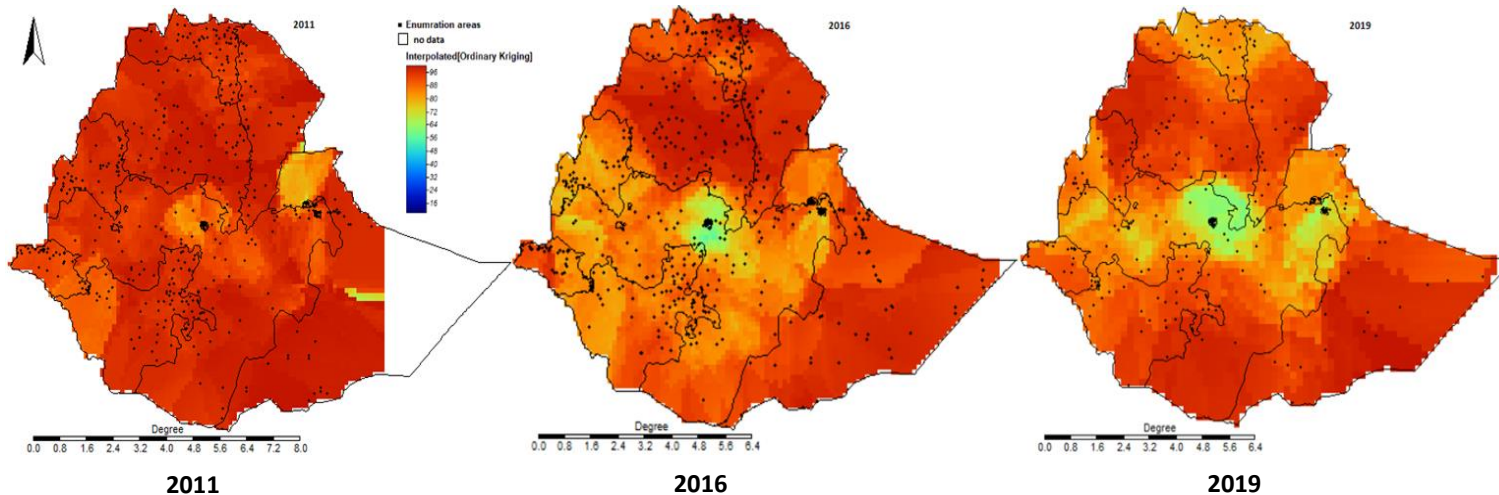 2011
Enumration areas
no data
Interpolated[Ordinary Kriging]
96
88
80
72
64
56
48
40
32
24
16
Degree
0.0 0.8 1.6 2.4 3.2 4.0 4.8 5.6 6.4 7.2 8.0
2011
2016
Degree
0.0 0.8 1.6 2.4 3.2 4.0 4.8 5.6 6.4
2016
2019
Degree
0.0 0.8 1.6 2.4 3.2 4.0 4.8 5.6 6.4
2019